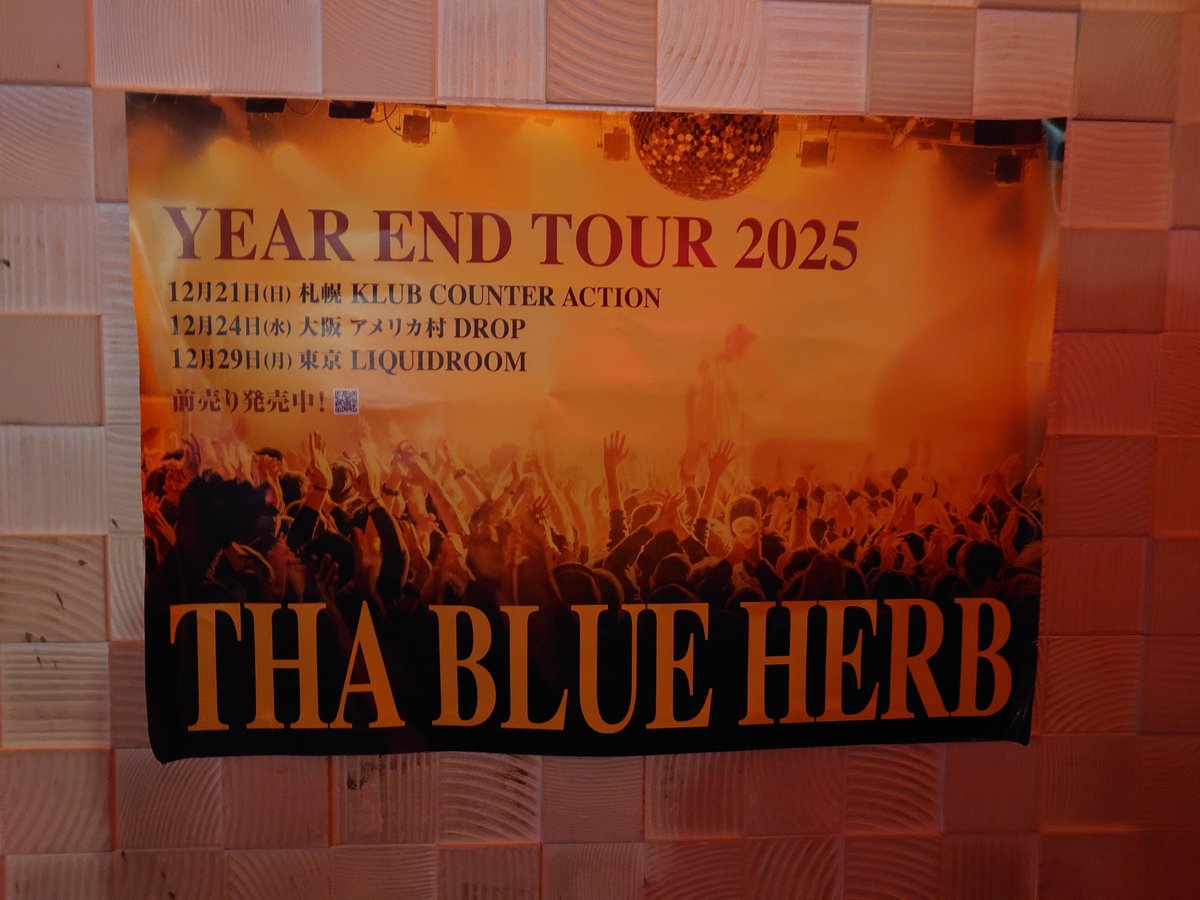 YEAR END TOUR 2025
12月21日(日) 札幌 KLUB COUNTER ACTION
12月24日(水) 大阪 アメリカ村 DROP
12月29日(月) 東京 LIQUIDROOM
前売り発売中!
THA BLUE HERB